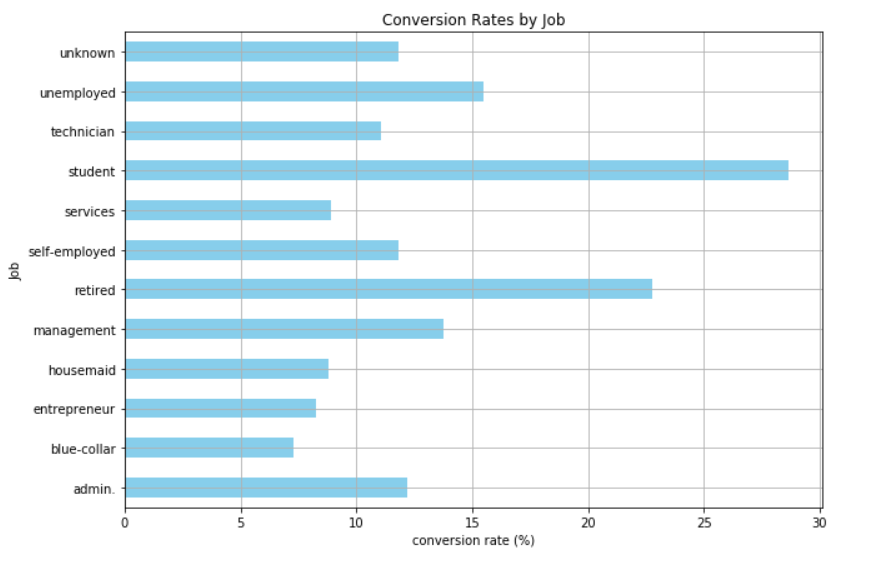 Conversion Rates by Job
unknown
unemployed
technician
student
services
self-employed
retired
management
housemaid
entrepreneur
blue-collar
admin.
Job
0 5 10 15 20 25 30
conversion rate (%)